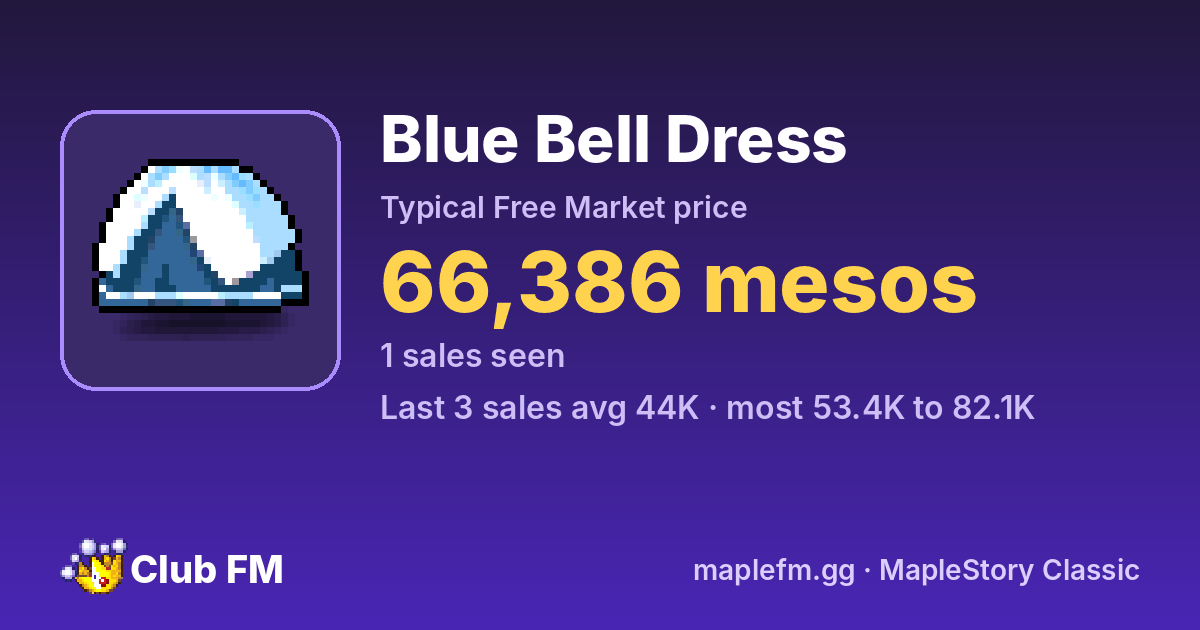 Blue Bell Dress
Typical Free Market price
66,386 mesos
1 sales seen
Last 3 sales avg 44K · most 53.4K to 82.1K
Club FM
maplefm.gg · MapleStory Classic